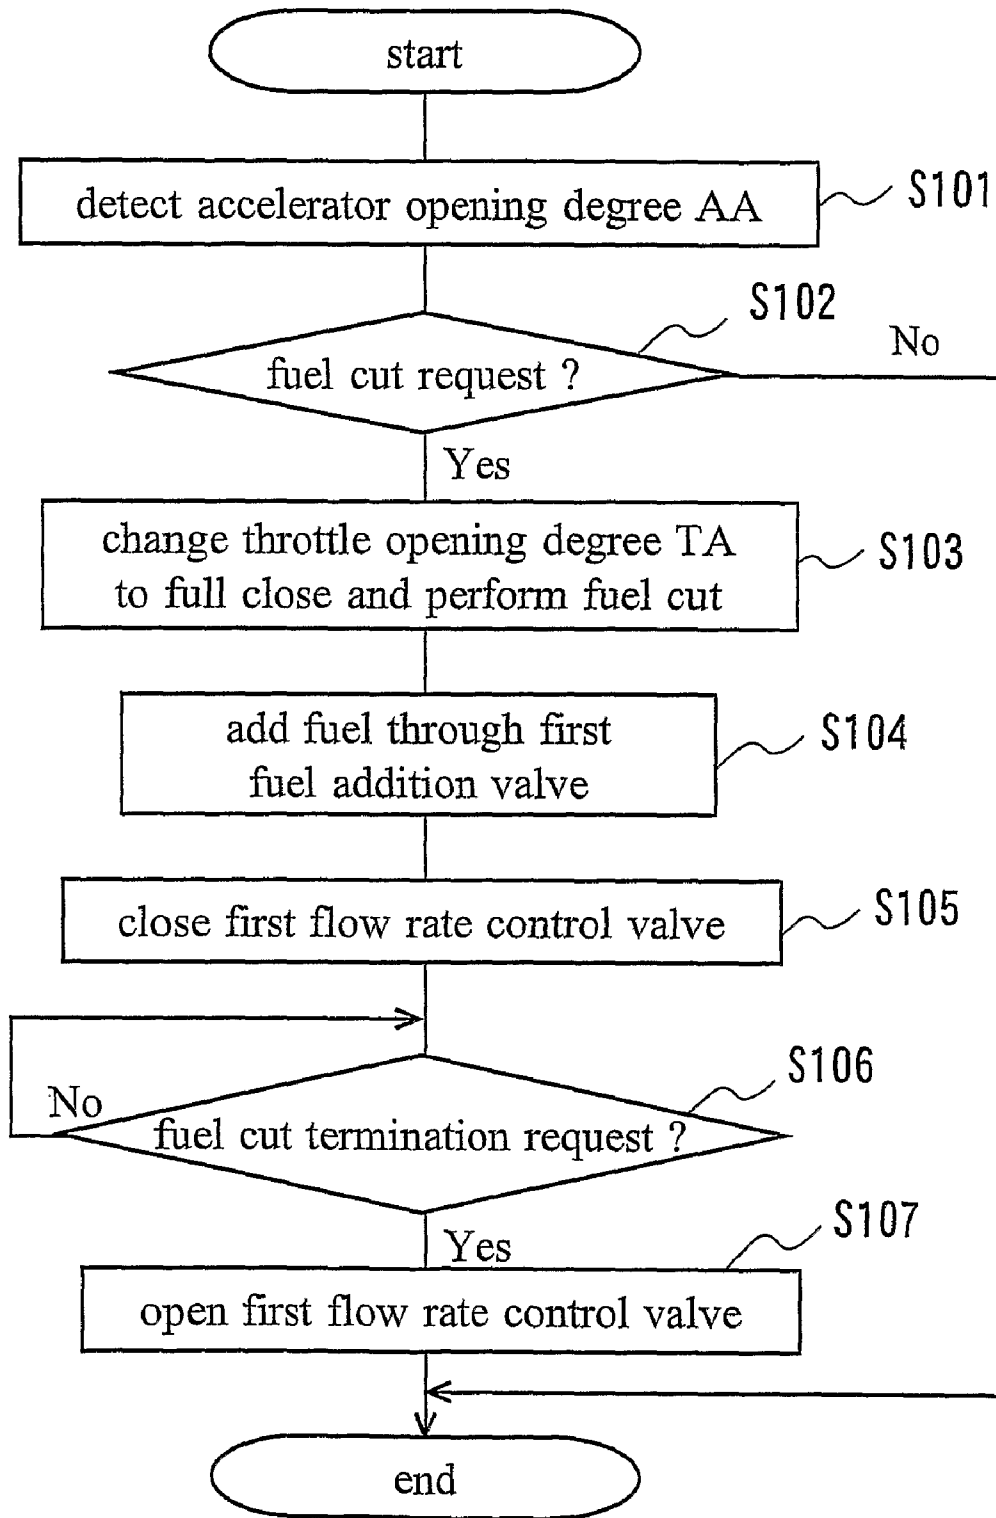 start
detect accelerator opening degree AA
S101
S102
fuel cut request ?
No
Yes
change throttle opening degree TA
to full close and perform fuel cut
S103
add fuel through first
fuel addition valve
S104
close first flow rate control valve
S105
S106
No
fuel cut termination request ?
Yes
S107
open first flow rate control valve
end